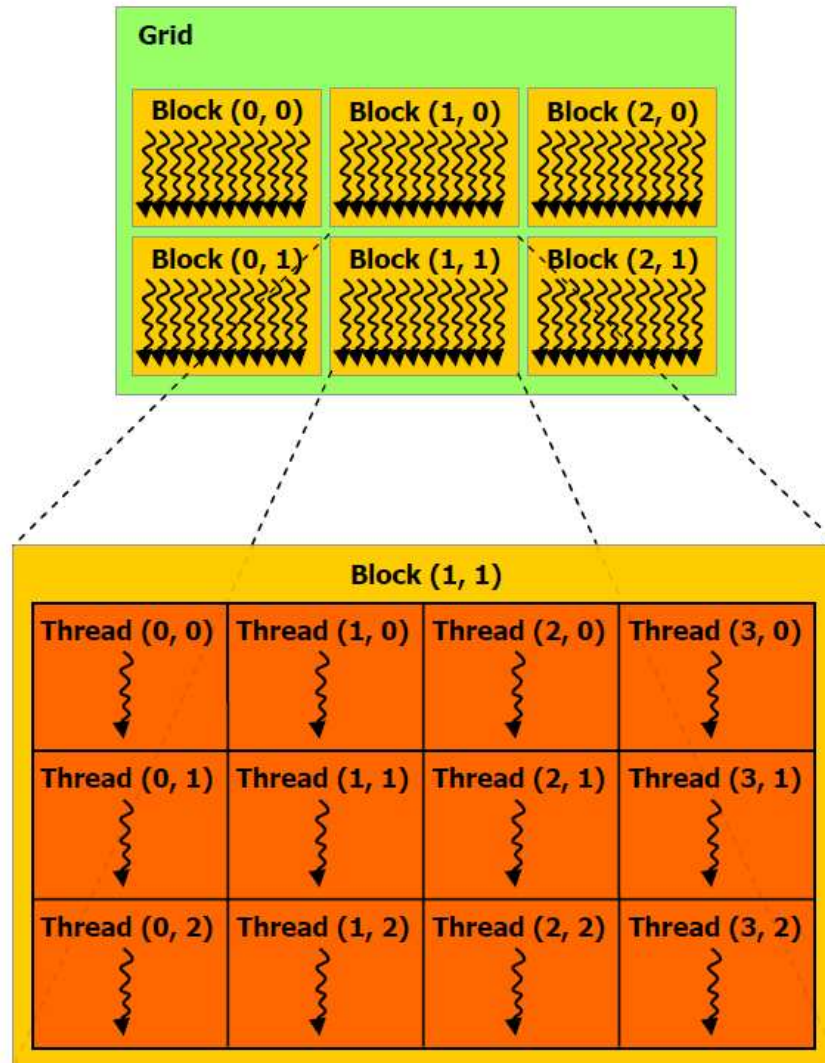 Grid
Block (0, 0) Block (1, 0) Block (2, 0)
Block (0, 1) Block (1, 1) Block (2, 1)
Block (1, 1)
Thread (0, 0) Thread (1, 0) Thread (2, 0) Thread (3, 0)
Thread (0, 1) Thread (1, 1) Thread (2, 1) Thread (3, 1)
Thread (0, 2) Thread (1, 2) Thread (2, 2) Thread (3, 2)